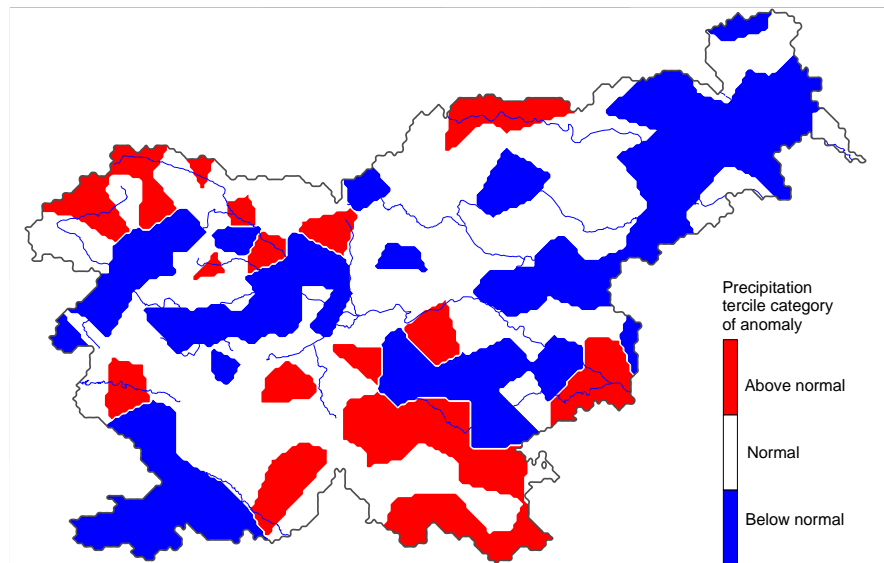 Precipitation
tercile category
of anomaly
Above normal
Normal
Below normal